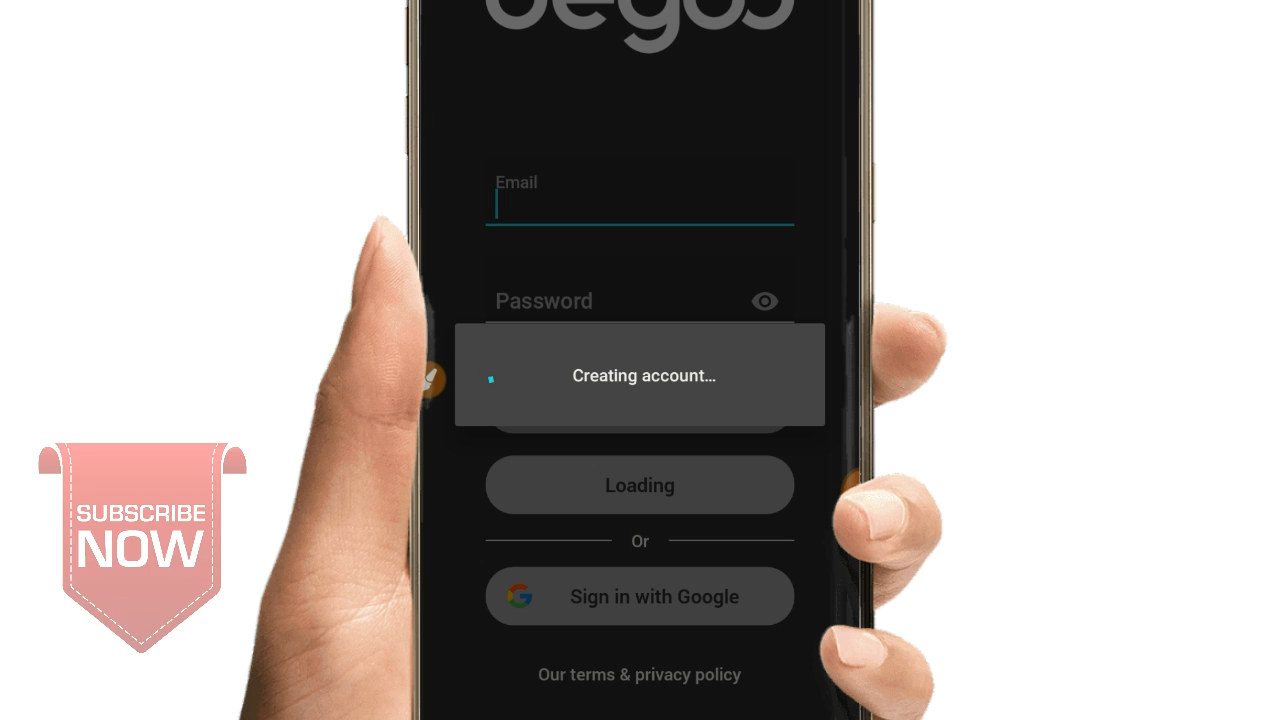 Email
Password
Creating account...
Loading
Or
Sign in with Google
Our terms & privacy policy
SUBSCRIBE
NOW